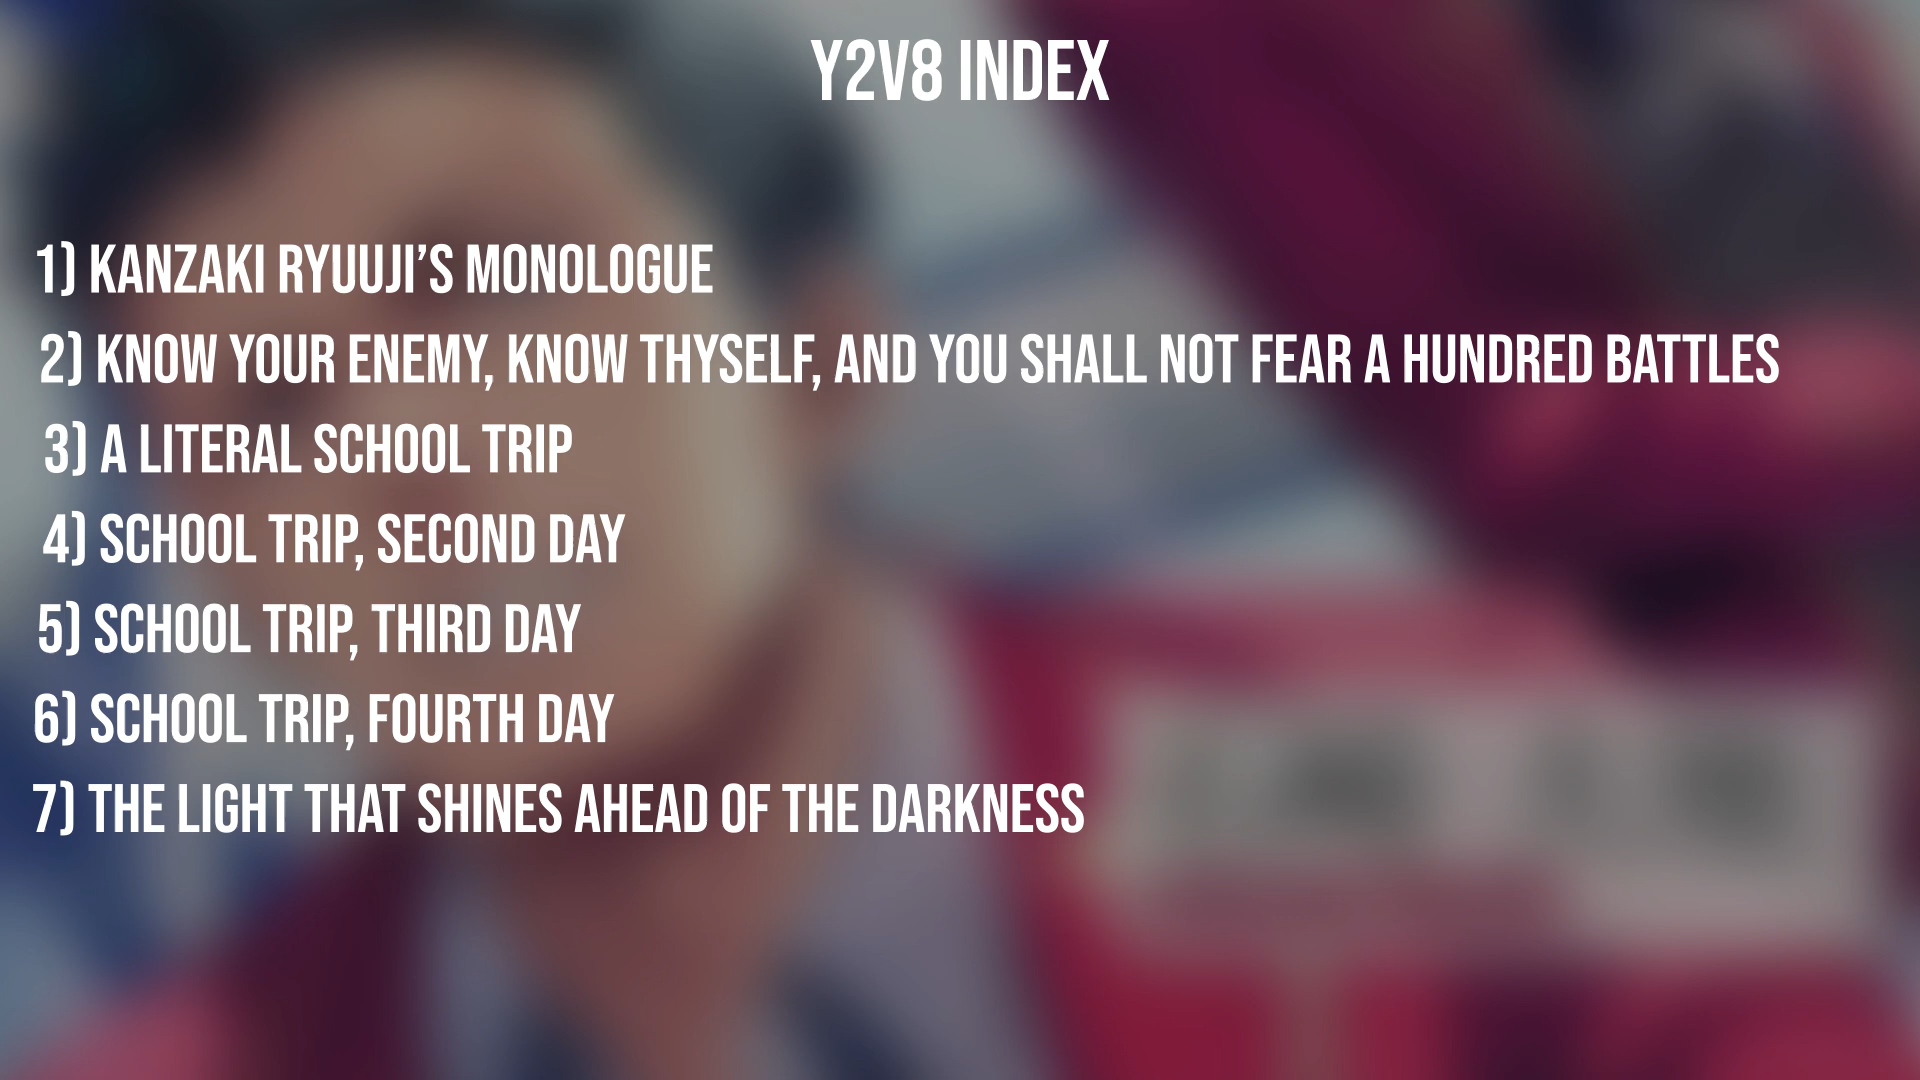 Y2V8 INDEX
1) KANZAKI RYUUJI’S MONOLOGUE
2) KNOW YOUR ENEMY, KNOW THYSELF, AND YOU SHALL NOT FEAR A HUNDRED BATTLES
3) A LITERAL SCHOOL TRIP
4) SCHOOL TRIP, SECOND DAY
5) SCHOOL TRIP, THIRD DAY
6) SCHOOL TRIP, FOURTH DAY
7) THE LIGHT THAT SHINES AHEAD OF THE DARKNESS